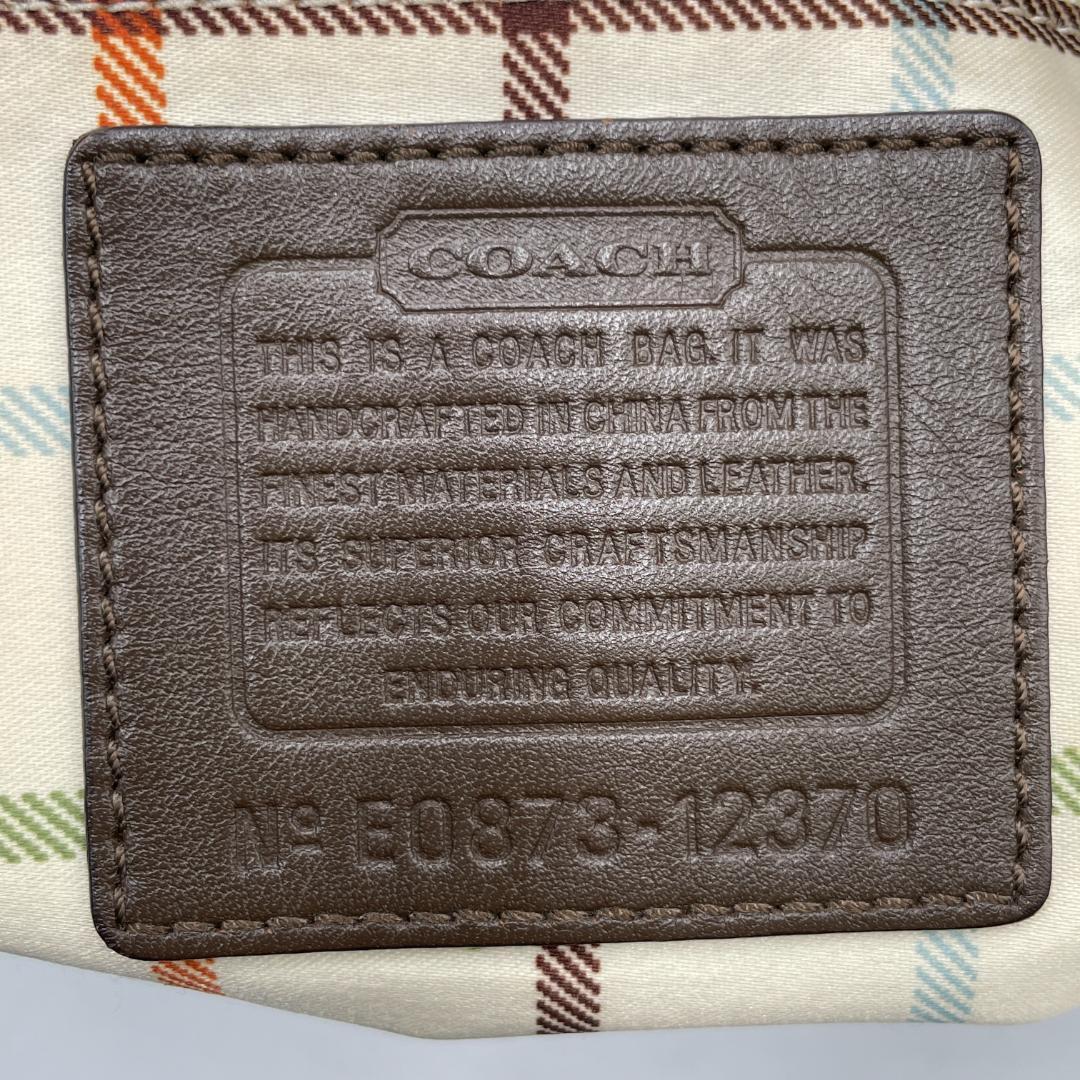 COACH
THIS IS A COACH BAG. IT WAS
HANDCRAFTED IN CHINA FROM THE
FINEST MATERIALS AND LEATHER.
ITS SUPERIOR CRAFTSMANSHIP
REFLECTS OUR COMMITMENT TO
ENDURING QUALITY.
Nº E0873-12370